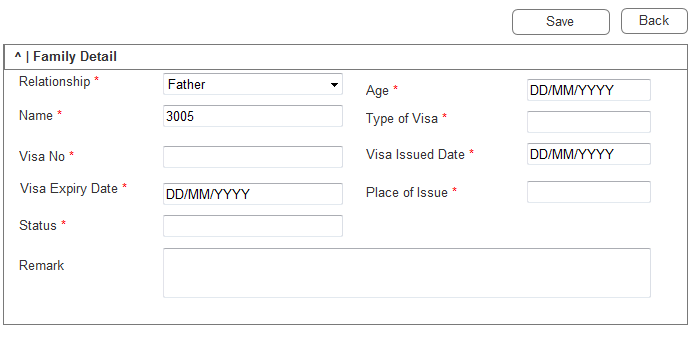 Save Back
^ | Family Detail
Relationship * Father Age * DD/MM/YYYY
Name * 3005 Type of Visa *
Visa No * Visa Issued Date * DD/MM/YYYY
Visa Expiry Date * DD/MM/YYYY Place of Issue *
Status *
Remark